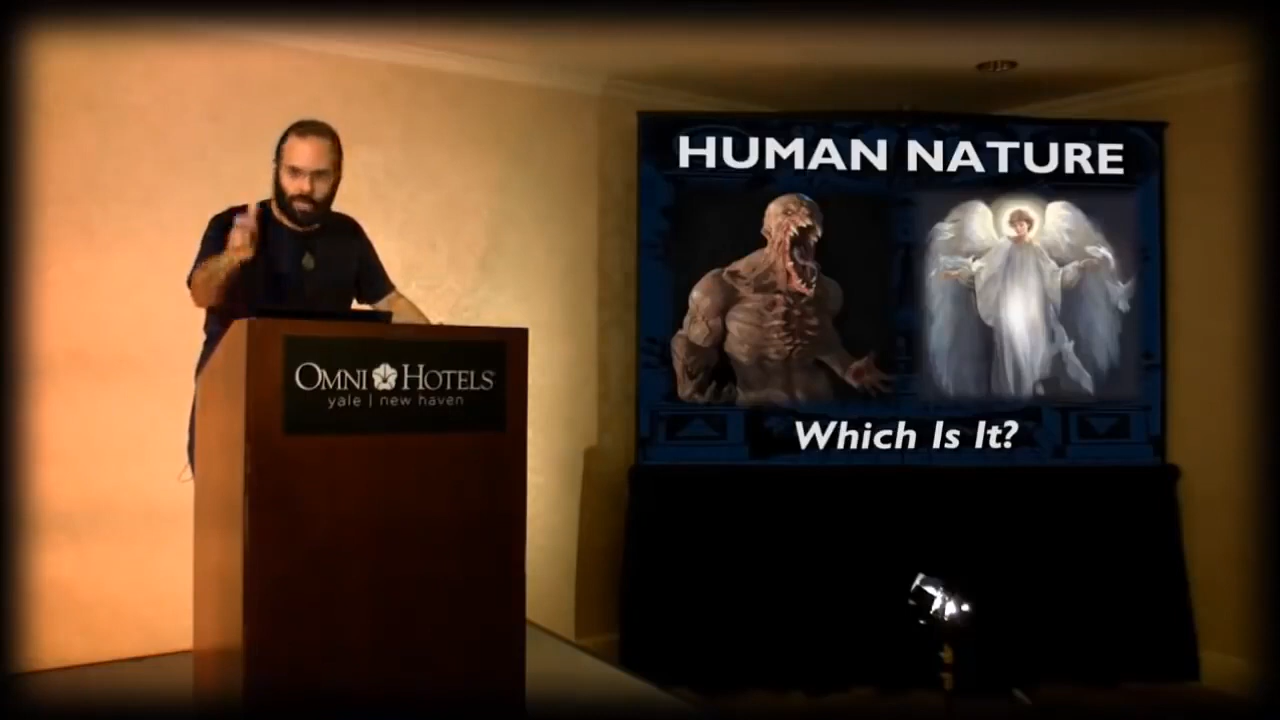 HUMAN NATURE
Which Is It?
OMNI HOTELS
yale | new haven